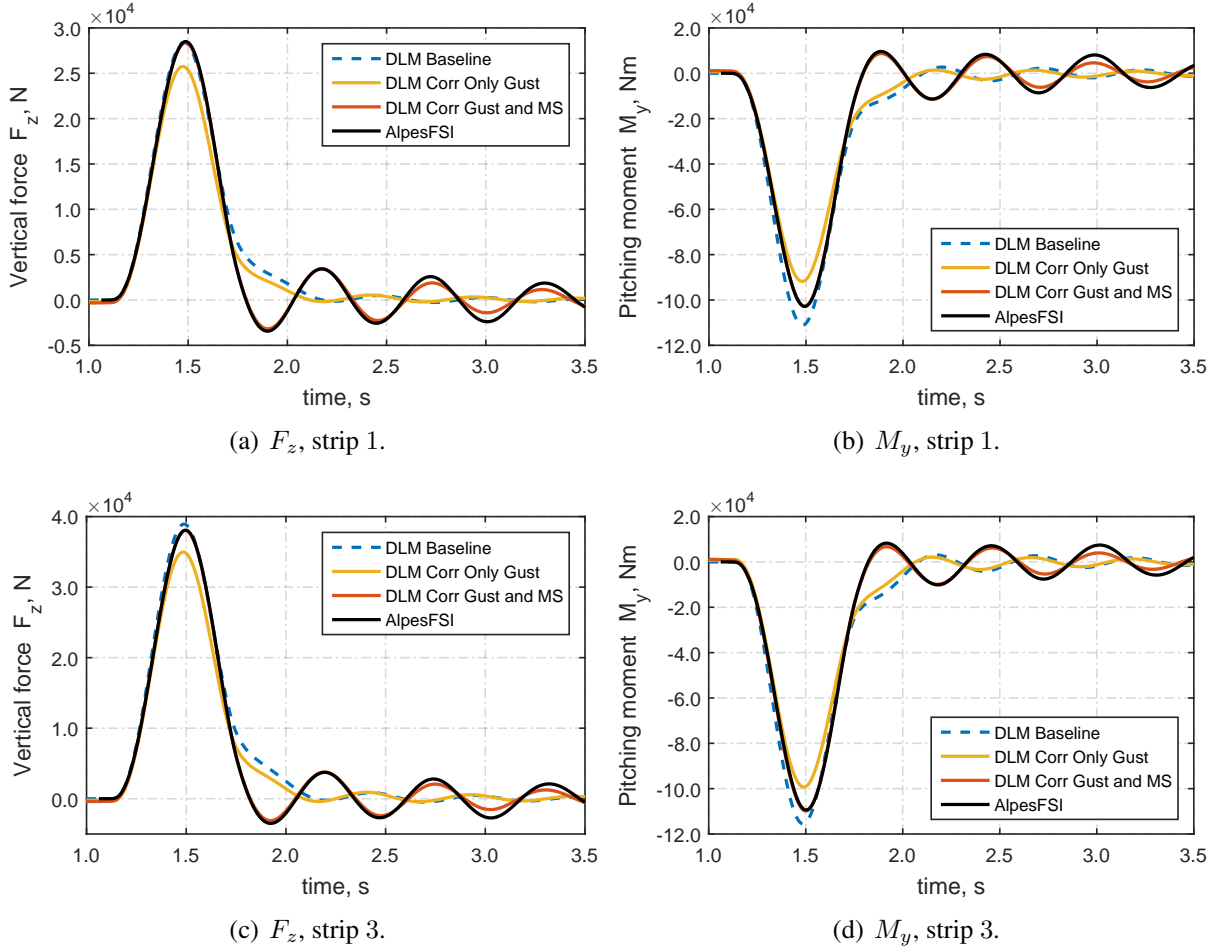 ×10⁴
3.0
2.5
2.0
1.5
1.0
0.5
0.0
-0.5
Vertical force F_z, N
DLM Baseline
DLM Corr Only Gust
DLM Corr Gust and MS
AlpesFSI
1.0 1.5 2.0 2.5 3.0 3.5
time, s
(a) F_z, strip 1.
×10⁴
2.0
0.0
-2.0
-4.0
-6.0
-8.0
-10.0
-12.0
Pitching moment M_y, Nm
DLM Baseline
DLM Corr Only Gust
DLM Corr Gust and MS
AlpesFSI
1.0 1.5 2.0 2.5 3.0 3.5
time, s
(b) M_y, strip 1.
×10⁴
4.0
3.0
2.0
1.0
0.0
Vertical force F_z, N
DLM Baseline
DLM Corr Only Gust
DLM Corr Gust and MS
AlpesFSI
1.0 1.5 2.0 2.5 3.0 3.5
time, s
(c) F_z, strip 3.
×10⁴
2.0
0.0
-2.0
-4.0
-6.0
-8.0
-10.0
-12.0
Pitching moment M_y, Nm
DLM Baseline
DLM Corr Only Gust
DLM Corr Gust and MS
AlpesFSI
1.0 1.5 2.0 2.5 3.0 3.5
time, s
(d) M_y, strip 3.